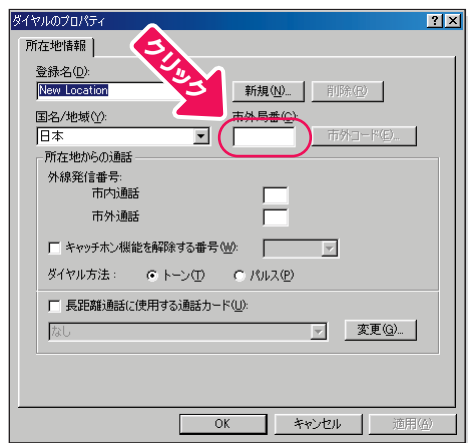 ダイヤルのプロパティ
所在地情報
クリック
登録名(D):
New Location
新規(N)...
削除(R)
国名/地域(Y):
市外局番(C):
日本
市外コード(E)...
所在地からの通話
外線発信番号:
市内通話
市外通話
キャッチホン機能を解除する番号(W):
ダイヤル方法:
トーン(T)
パルス(P)
長距離通話に使用する通話カード(U):
なし
変更(G)...
OK
キャンセル
適用(A)